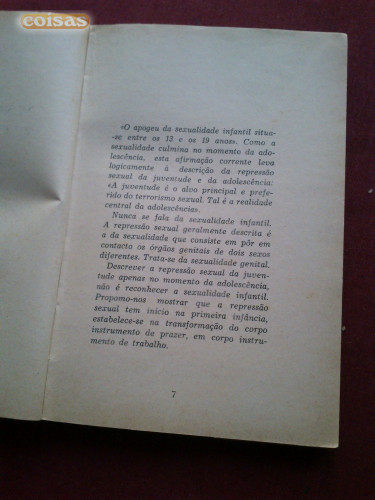 coisas
«O apogeu da sexualidade infantil situa-
-se entre os 13 e os 19 anos». Como a
sexualidade culmina no momento da ado-
lescência, esta afirmação corrente leva
logicamente à descrição da repressão
sexual da juventude e da adolescência:
«A juventude é o alvo principal e prefe-
rido do terrorismo sexual. Tal é a realidade
central da adolescência».
Nunca se fala da sexualidade infantil.
A repressão sexual geralmente descrita é
a da sexualidade que consiste em pôr em
contacto os órgãos genitais de dois sexos
diferentes. Trata-se da sexualidade genital.
Descrever a repressão sexual da juven-
tude apenas no momento da adolescência,
não é reconhecer a sexualidade infantil.
Propomo-nos mostrar que a repressão
sexual tem início na primeira infância,
estabelece-se na transformação do corpo
instrumento de prazer, em corpo instru-
mento de trabalho.
7